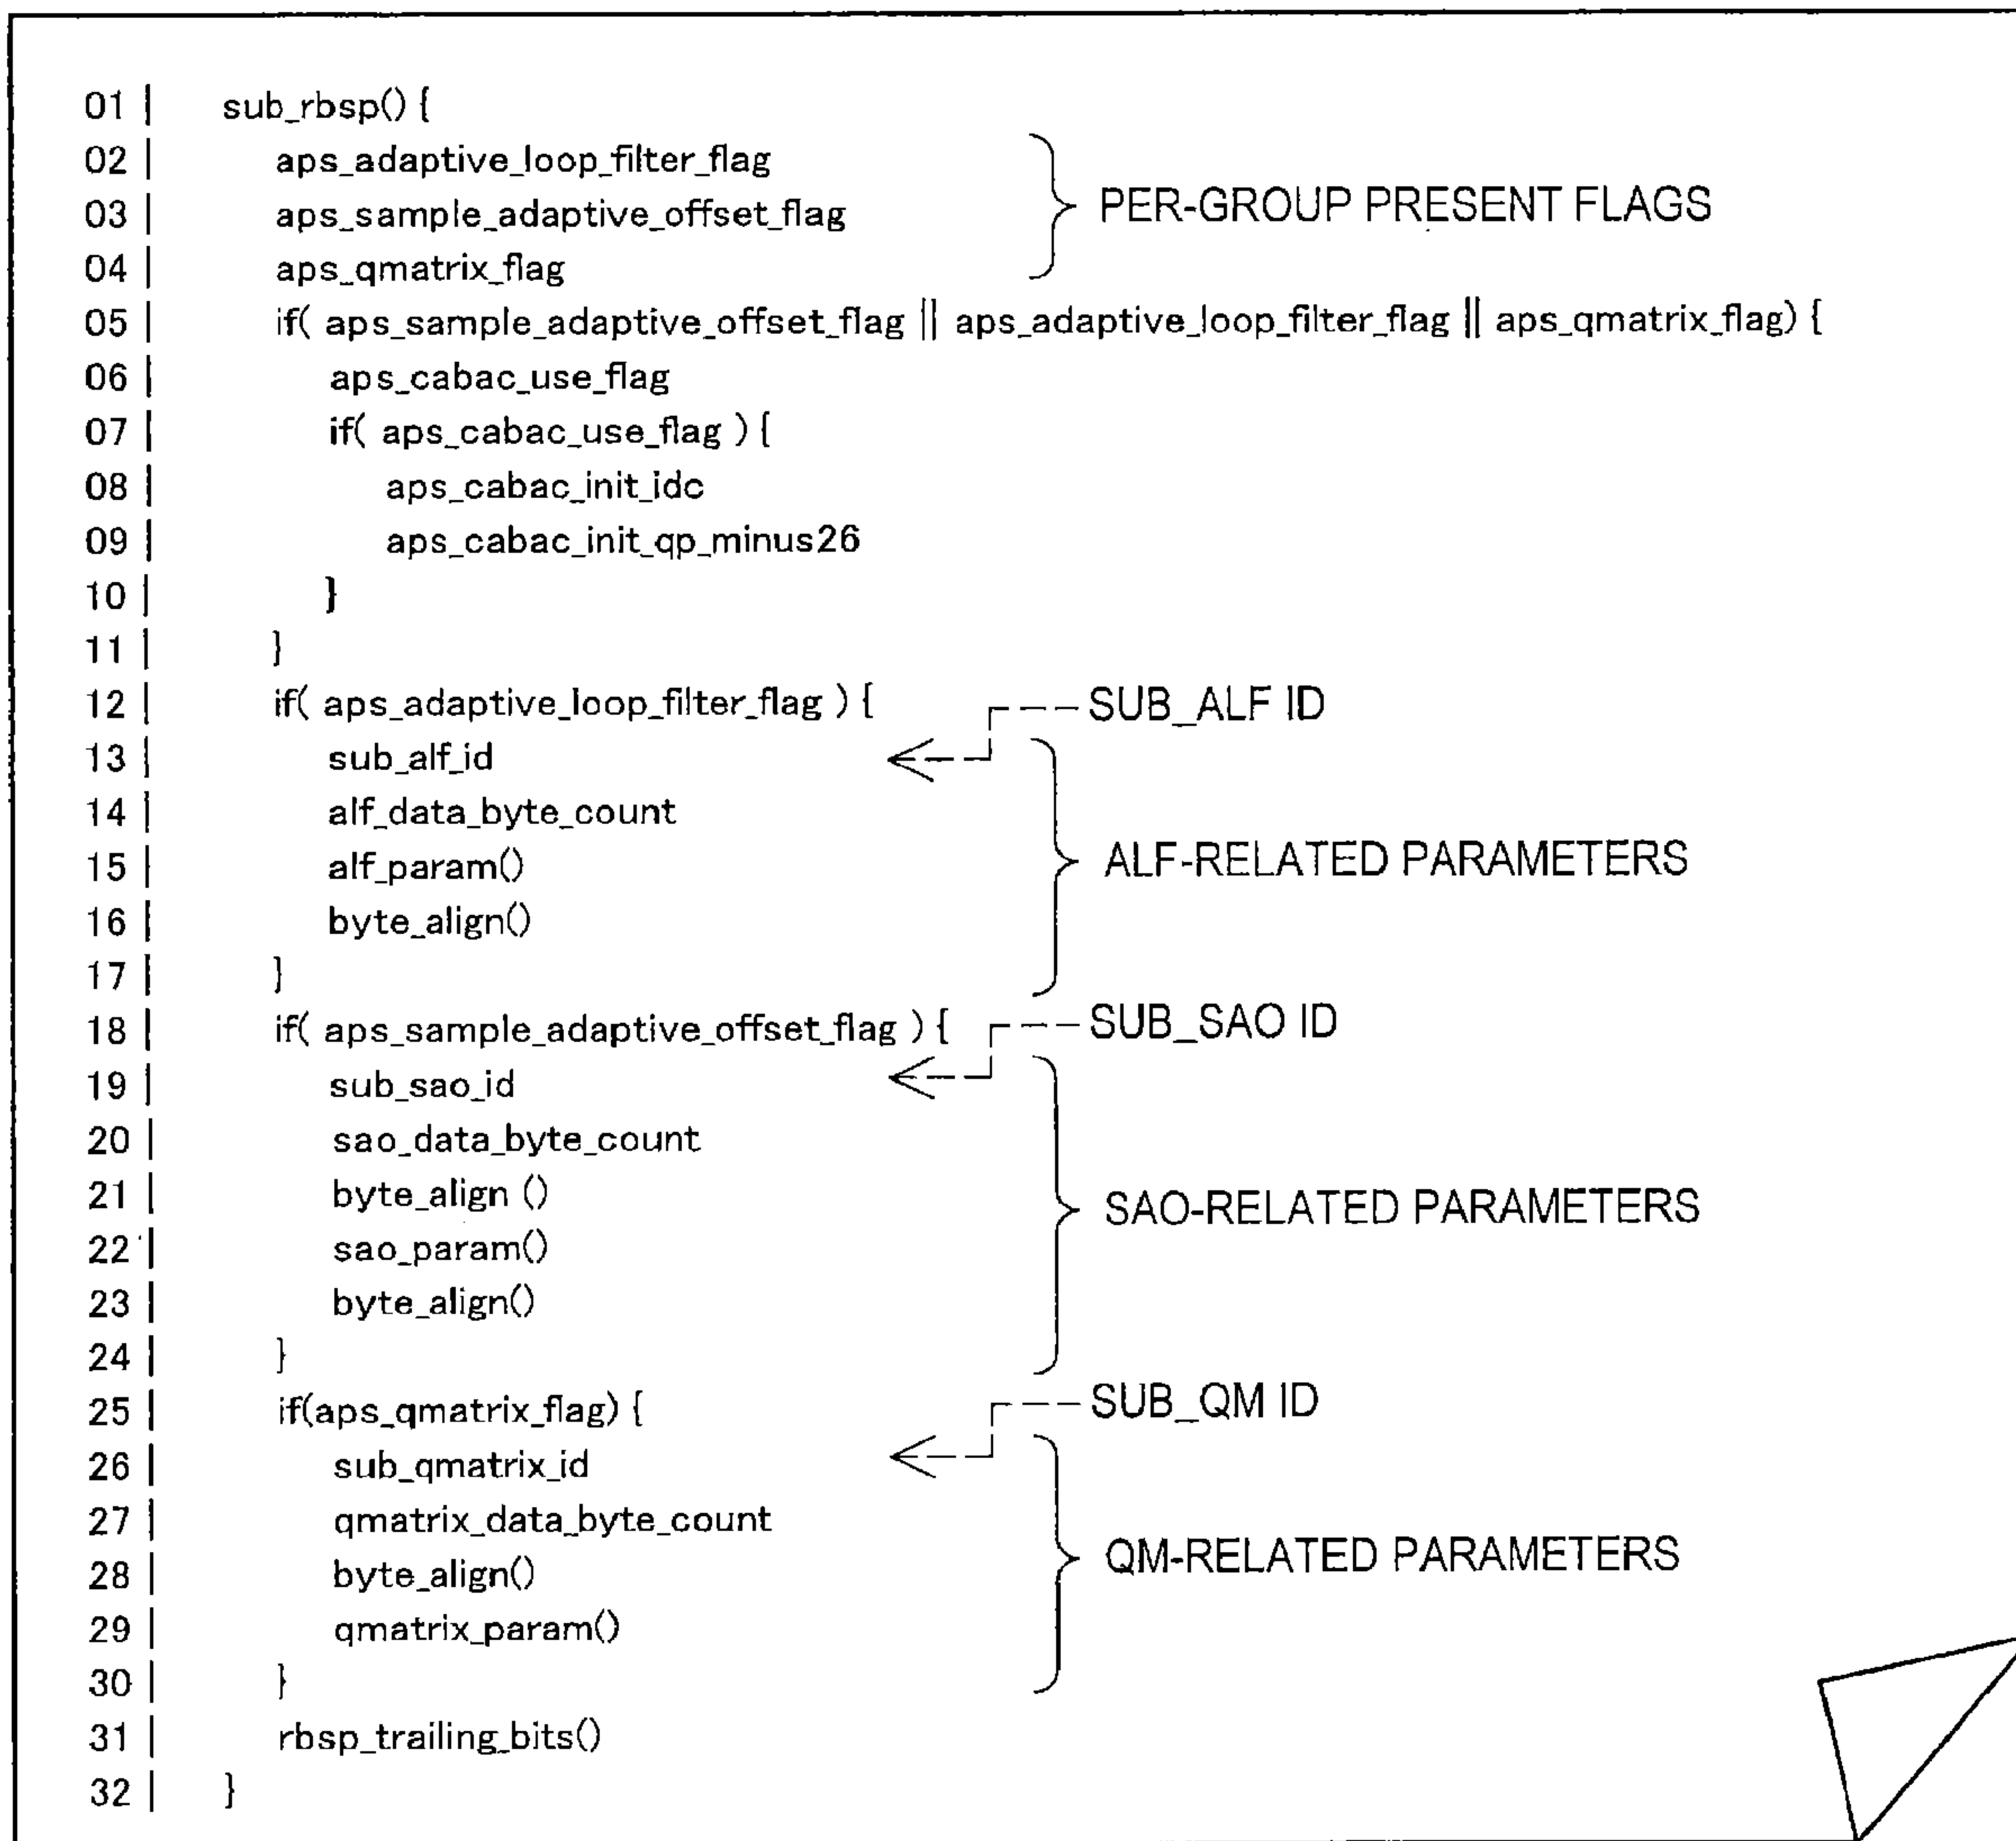 01 | sub_rbsp() {
02 | aps_adaptive_loop_filter_flag
03 | aps_sample_adaptive_offset_flag PER-GROUP PRESENT FLAGS
04 | aps_qmatrix_flag
05 | if( aps_sample_adaptive_offset_flag || aps_adaptive_loop_filter_flag || aps_qmatrix_flag) {
06 | aps_cabac_use_flag
07 | if( aps_cabac_use_flag ) {
08 | aps_cabac_init_idc
09 | aps_cabac_init_qp_minus26
10 | }
11 | }
12 | if( aps_adaptive_loop_filter_flag ) { SUB_ALF ID
13 | sub_alf_id
14 | alf_data_byte_count
15 | alf_param() ALF-RELATED PARAMETERS
16 | byte_align()
17 | }
18 | if( aps_sample_adaptive_offset_flag ) { SUB_SAO ID
19 | sub_sao_id
20 | sao_data_byte_count
21 | byte_align () SAO-RELATED PARAMETERS
22 | sao_param()
23 | byte_align()
24 | }
25 | if(aps_qmatrix_flag) { SUB_QM ID
26 | sub_qmatrix_id
27 | qmatrix_data_byte_count
28 | byte_align() QM-RELATED PARAMETERS
29 | qmatrix_param()
30 | }
31 | rbsp_trailing_bits()
32 | }